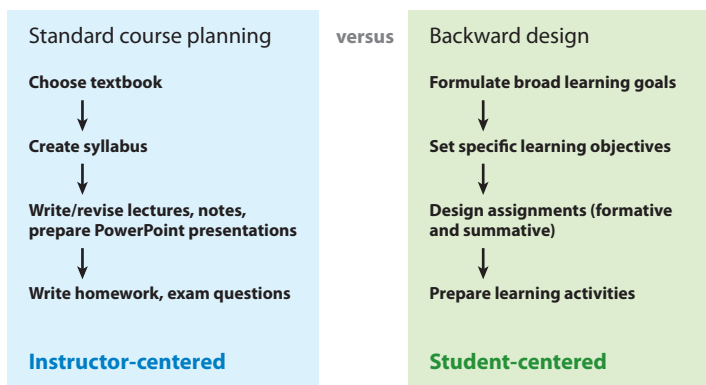 Standard course planning
versus
Backward design
Choose textbook
Create syllabus
Write/revise lectures, notes,
prepare PowerPoint presentations
Write homework, exam questions
Instructor-centered
Formulate broad learning goals
Set specific learning objectives
Design assignments (formative
and summative)
Prepare learning activities
Student-centered